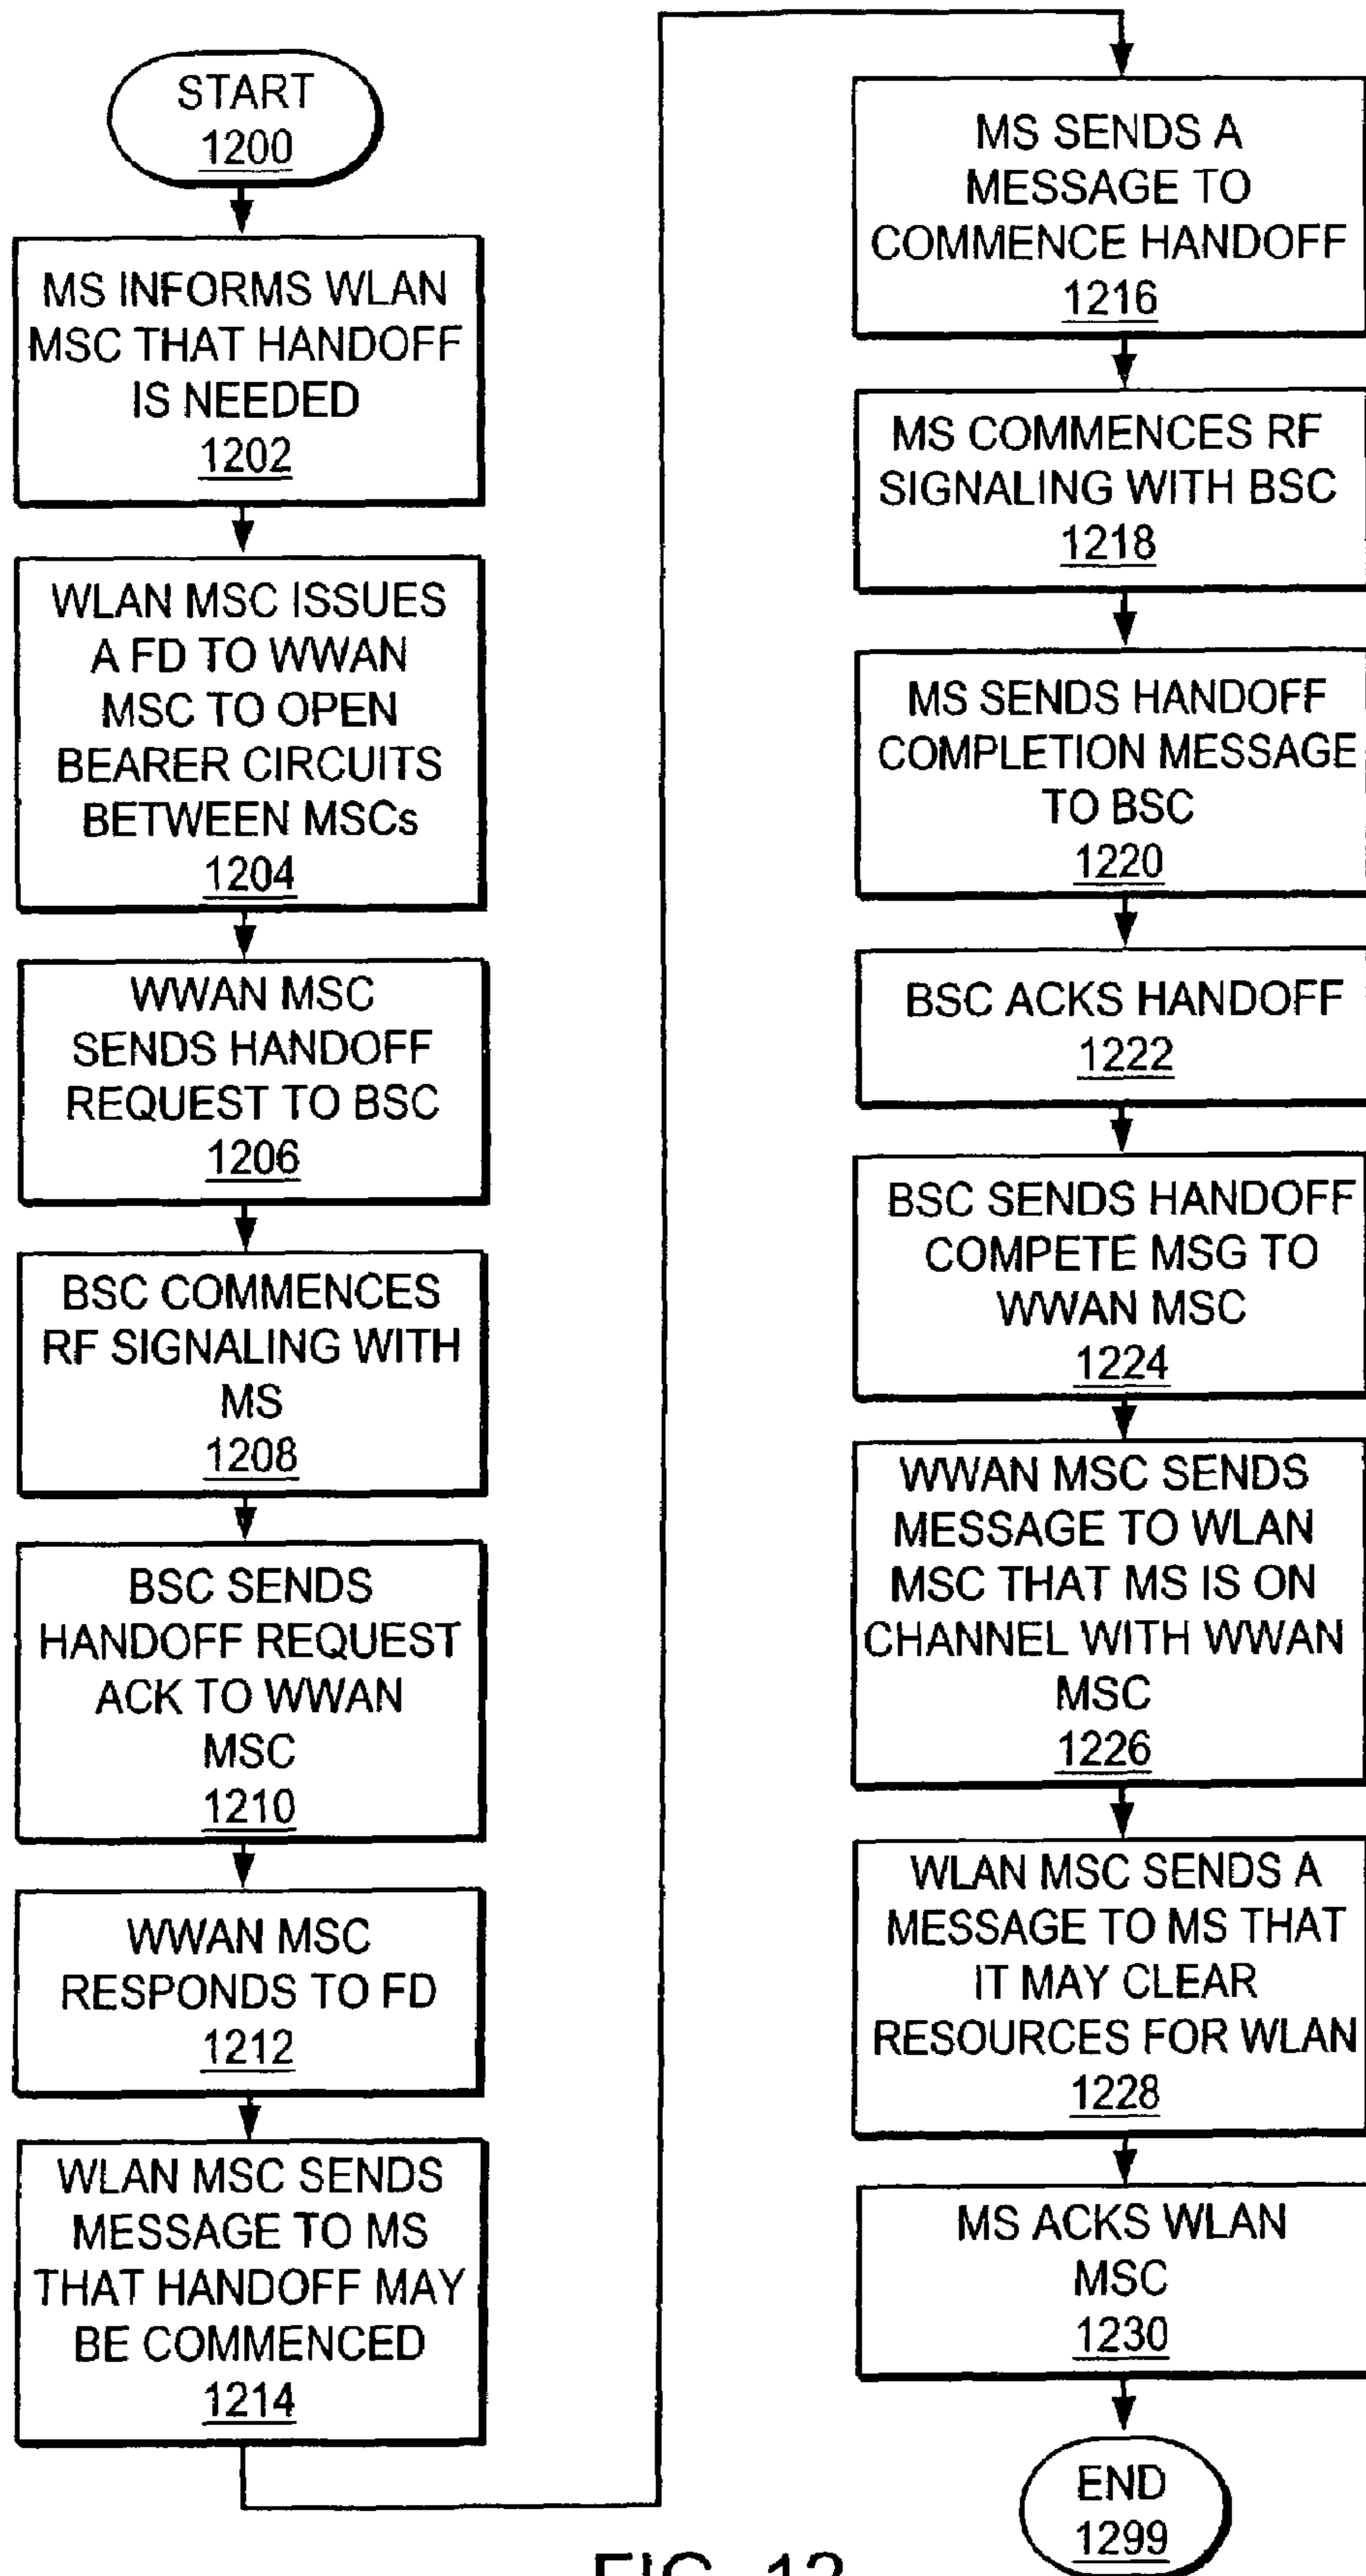 START
1200
MS INFORMS WLAN
MSC THAT HANDOFF
IS NEEDED
1202
WLAN MSC ISSUES
A FD TO WWAN
MSC TO OPEN
BEARER CIRCUITS
BETWEEN MSCs
1204
WWAN MSC
SENDS HANDOFF
REQUEST TO BSC
1206
BSC COMMENCES
RF SIGNALING WITH
MS
1208
BSC SENDS
HANDOFF REQUEST
ACK TO WWAN
MSC
1210
WWAN MSC
RESPONDS TO FD
1212
WLAN MSC SENDS
MESSAGE TO MS
THAT HANDOFF MAY
BE COMMENCED
1214
MS SENDS A
MESSAGE TO
COMMENCE HANDOFF
1216
MS COMMENCES RF
SIGNALING WITH BSC
1218
MS SENDS HANDOFF
COMPLETION MESSAGE
TO BSC
1220
BSC ACKS HANDOFF
1222
BSC SENDS HANDOFF
COMPETE MSG TO
WWAN MSC
1224
WWAN MSC SENDS
MESSAGE TO WLAN
MSC THAT MS IS ON
CHANNEL WITH WWAN
MSC
1226
WLAN MSC SENDS A
MESSAGE TO MS THAT
IT MAY CLEAR
RESOURCES FOR WLAN
1228
MS ACKS WLAN
MSC
1230
END
1299
FIG. 12